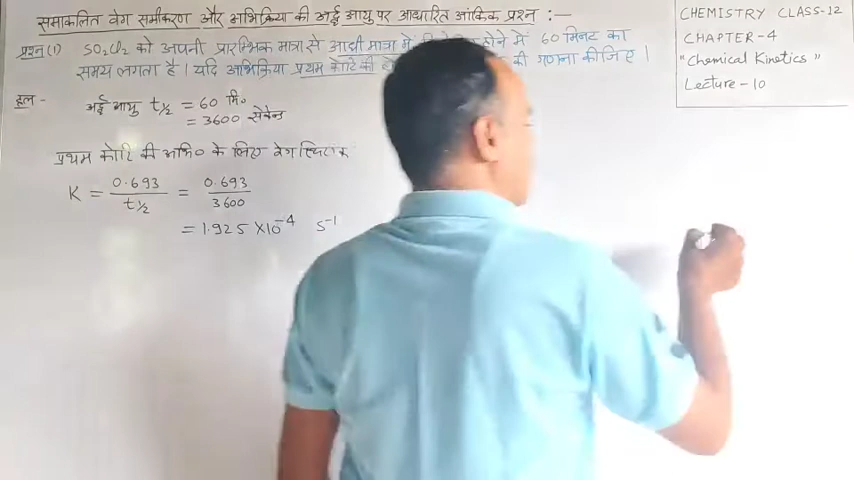 समाकलित वेग समीकरण और अभिक्रिया की अर्द्ध आयु पर आधारित आंकिक प्रश्न :—
प्रश्न(1) SO₂Cl₂ को अपनी प्रारम्भिक मात्रा से आधी मात्रा में होने में 60 मिनट का
समय लगता है। यदि अभिक्रिया प्रथम कोटि की की गणना कीजिए।
हल - अर्द्ध आयु t½ = 60 मि०
= 3600 सेकेन्ड
प्रथम कोटि की अभि० के लिए वेग स्थिरांक
K = 0.693/t½ = 0.693/3600
= 1.925 ×10⁻⁴ s⁻¹
CHEMISTRY CLASS-12
CHAPTER-4
"Chemical Kinetics"
Lecture-10